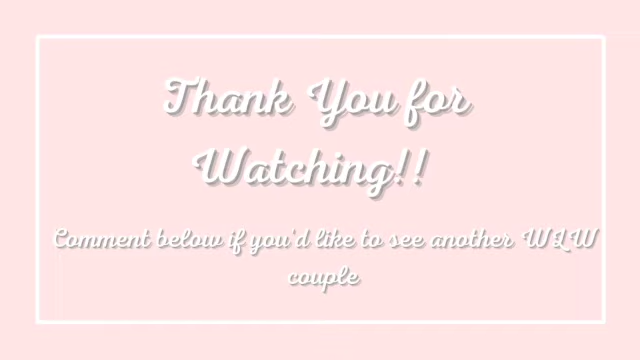 Thank You for
Watching!!
Comment below if you'd like to see another WLW
couple